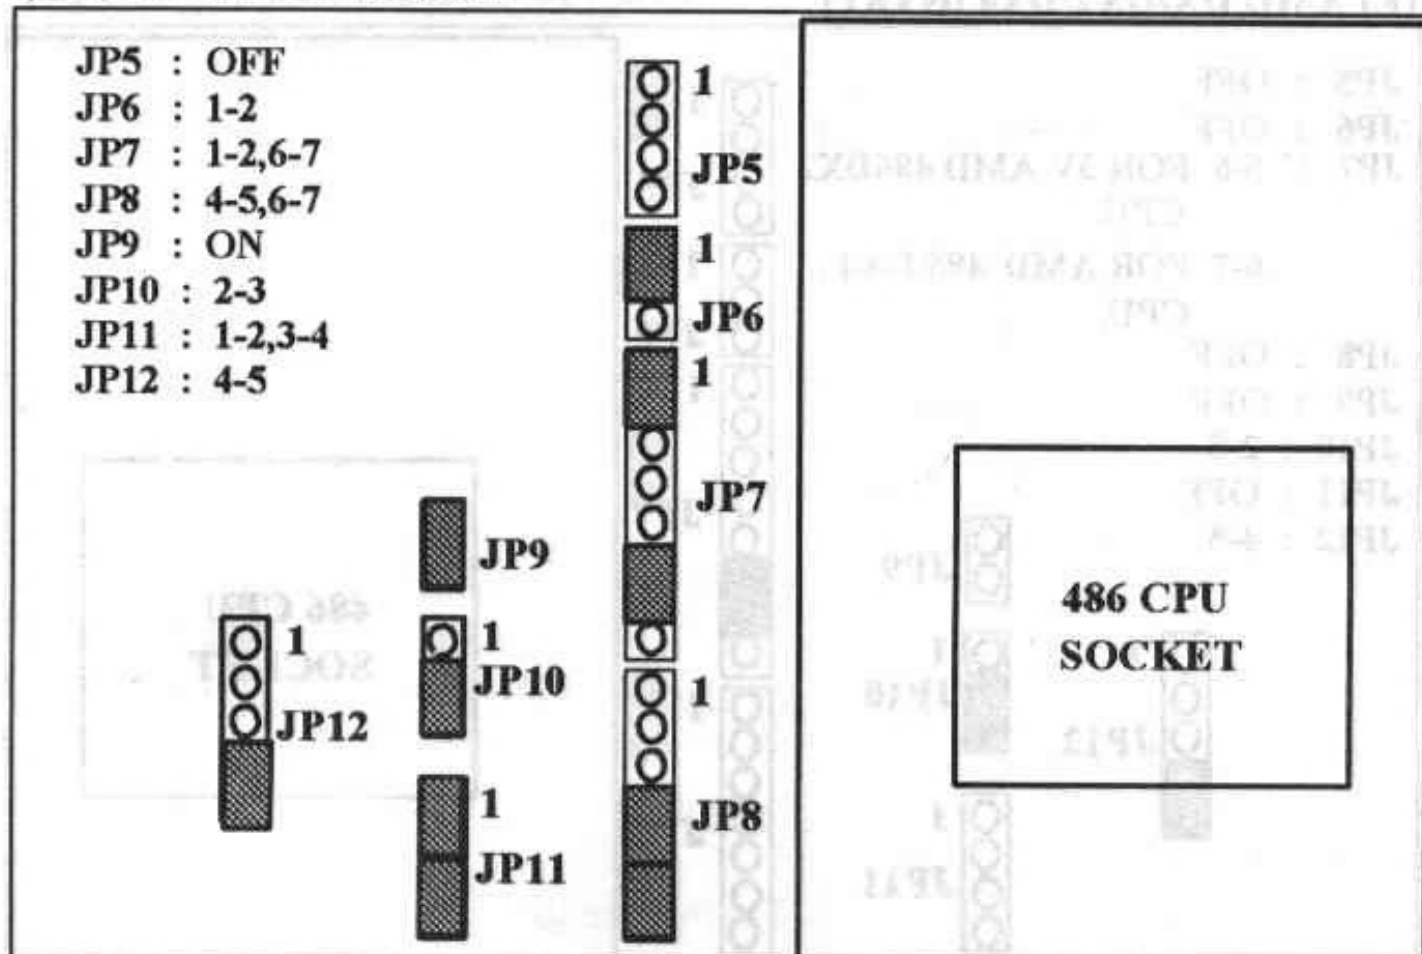 JP5 : OFF
JP6 : 1-2
JP7 : 1-2,6-7
JP8 : 4-5,6-7
JP9 : ON
JP10 : 2-3
JP11 : 1-2,3-4
JP12 : 4-5
1
JP5
1
JP6
1
JP7
1
JP8
JP9
1
JP10
1
JP11
1
JP12
486 CPU
SOCKET